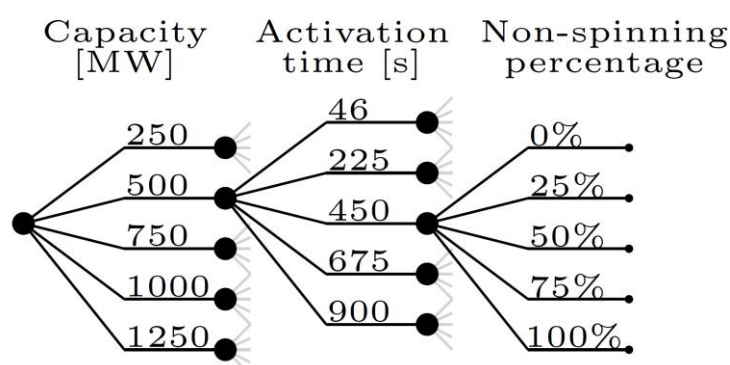 Capacity
[MW]
Activation
time [s]
Non-spinning
percentage
250
500
750
1000
1250
46
225
450
675
900
0%
25%
50%
75%
100%